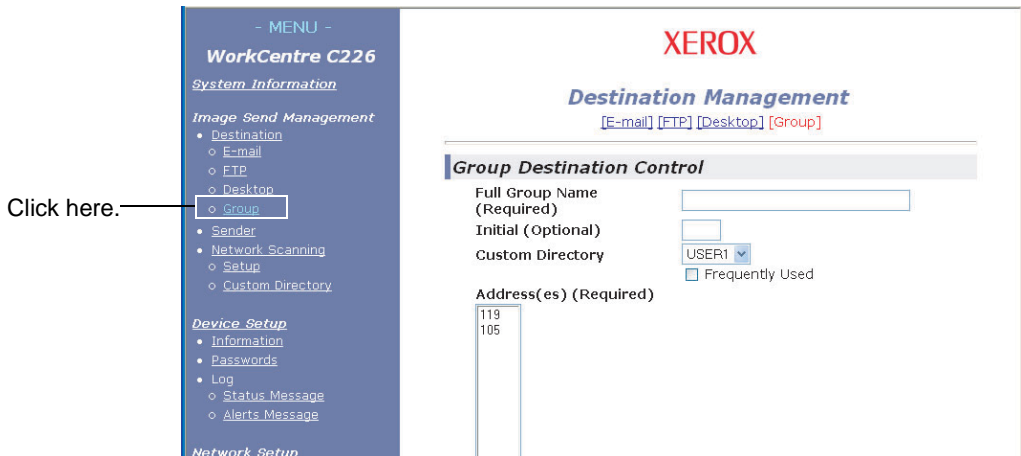 Click here.
- MENU -
WorkCentre C226
System Information
Image Send Management
• Destination
○ E-mail
○ FTP
○ Desktop
○ Group
• Sender
• Network Scanning
○ Setup
○ Custom Directory
Device Setup
• Information
• Passwords
• Log
○ Status Message
○ Alerts Message
Network Setup
XEROX
Destination Management
[E-mail] [FTP] [Desktop] [Group]
Group Destination Control
Full Group Name
(Required)
Initial (Optional)
Custom Directory USER1
Frequently Used
Address(es) (Required)
119
105